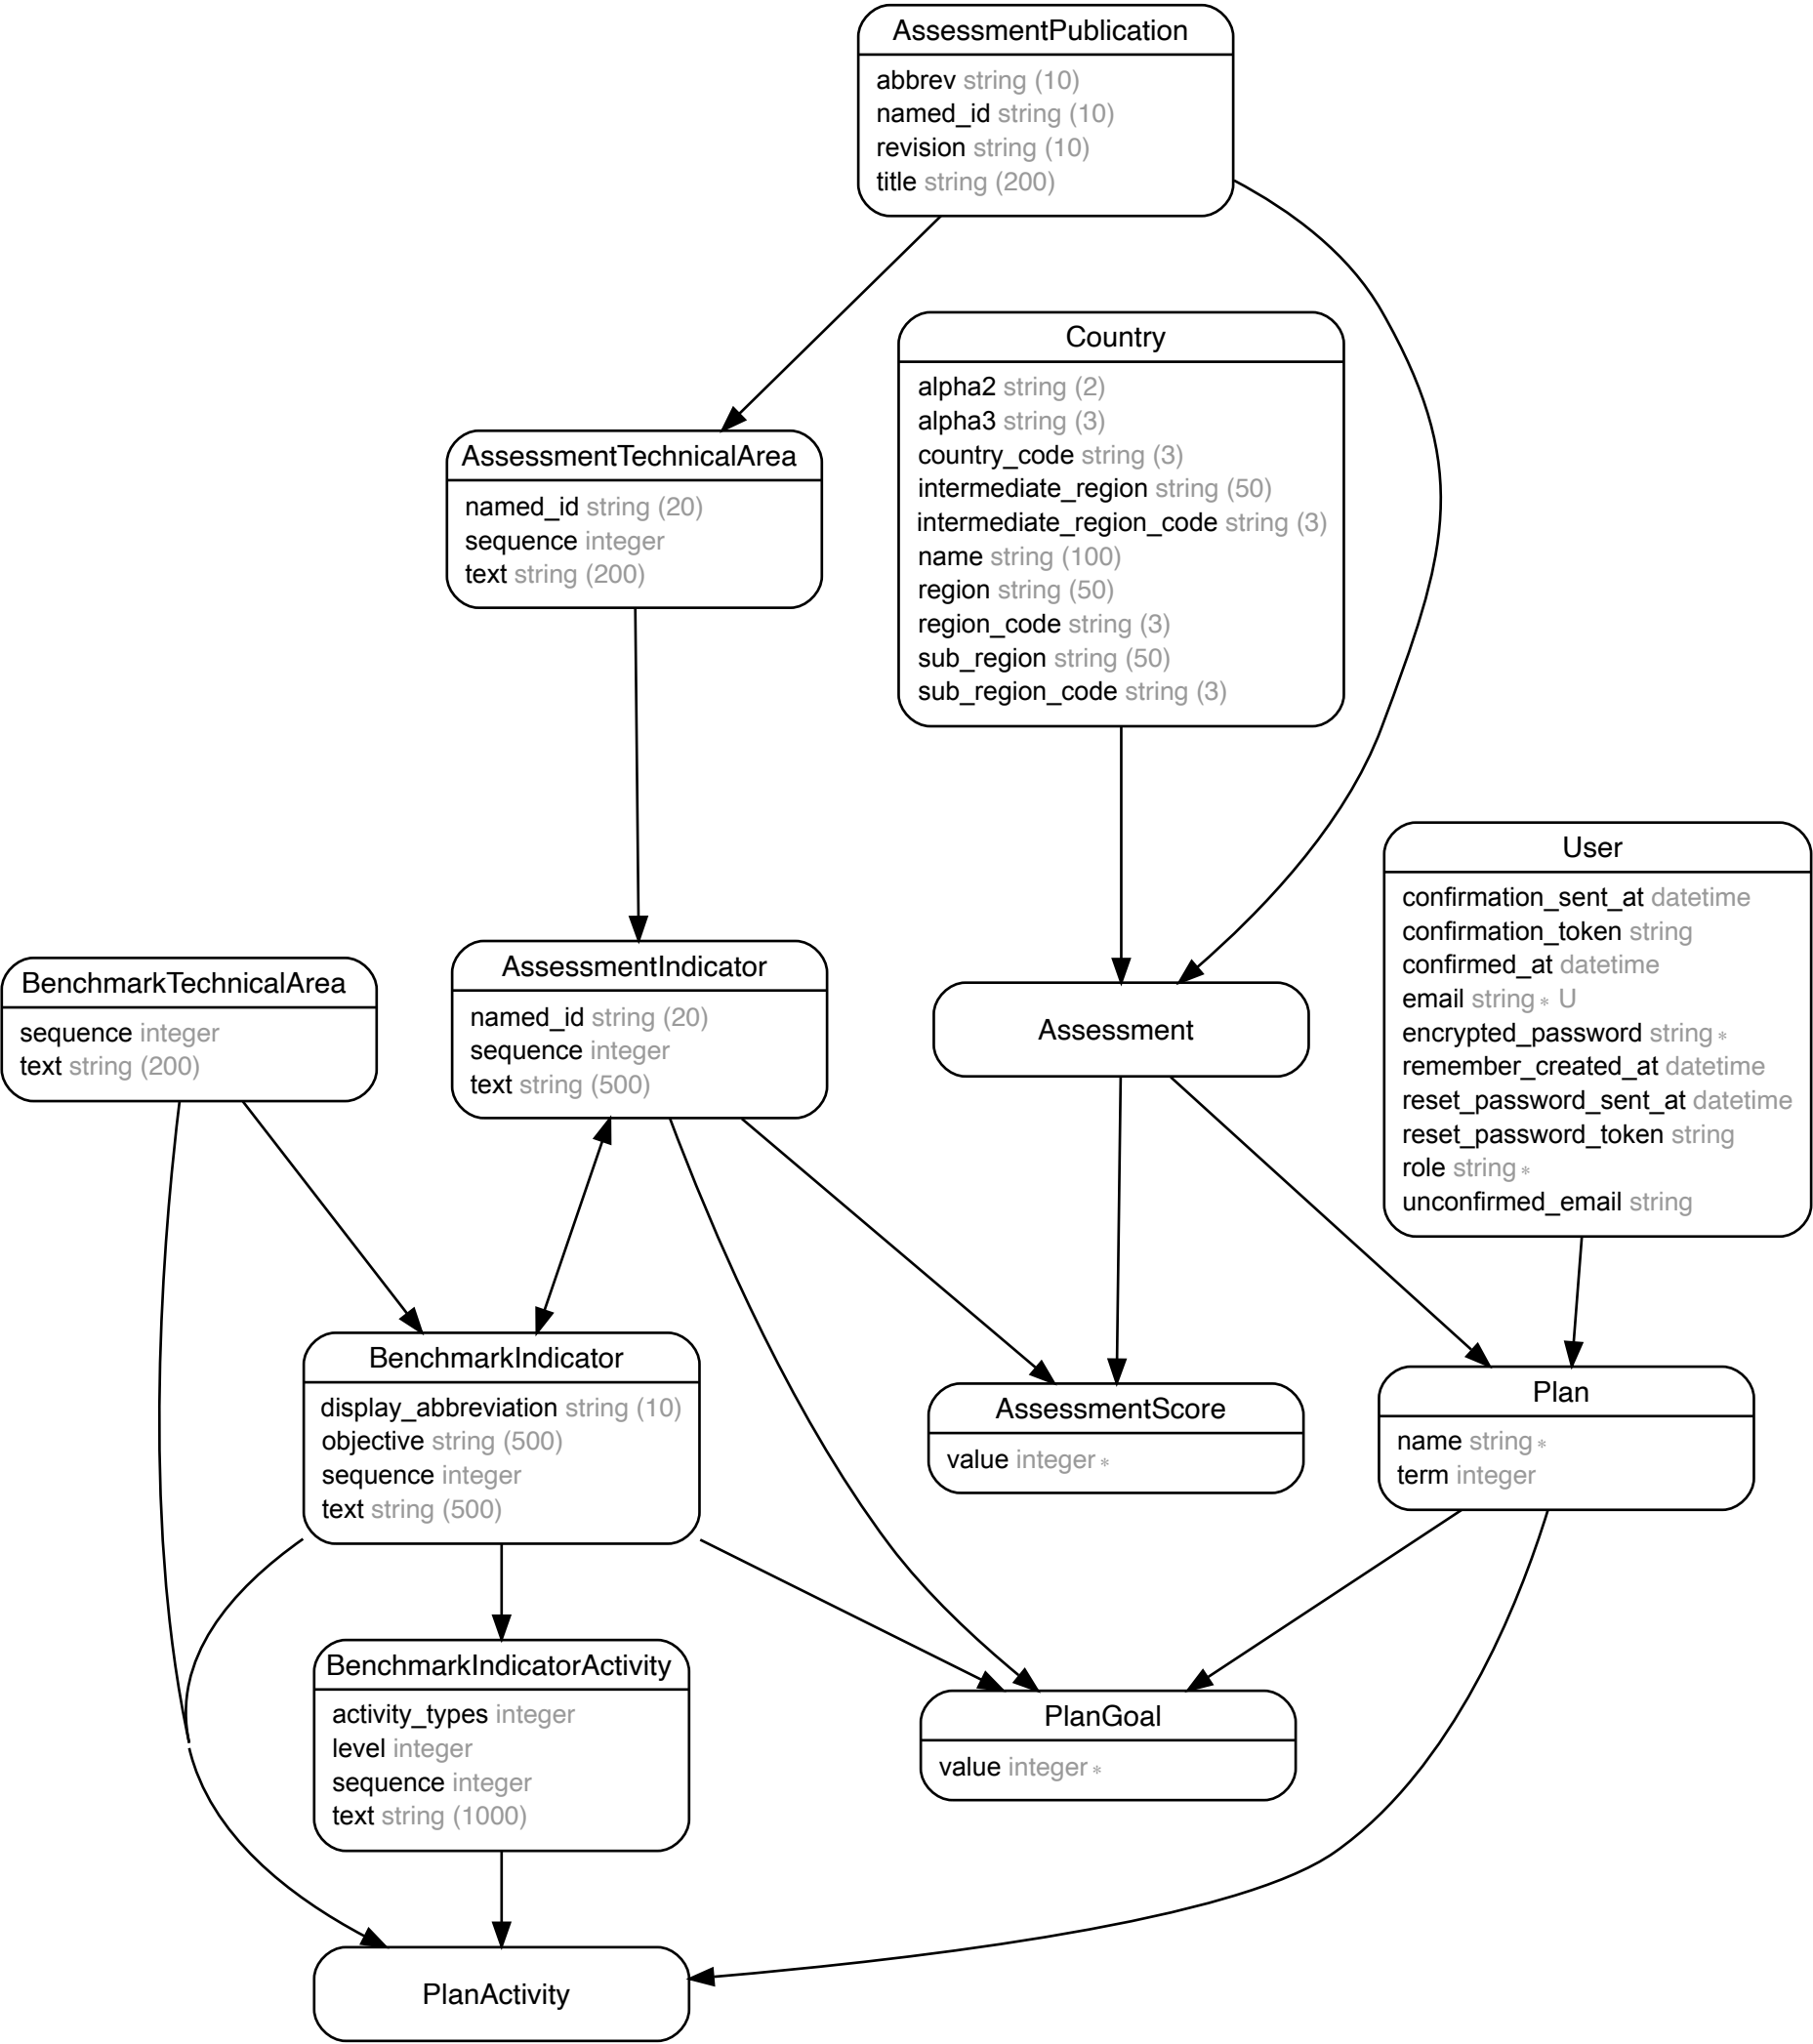 AssessmentPublication
abbrev string (10)
named_id string (10)
revision string (10)
title string (200)
Country
alpha2 string (2)
alpha3 string (3)
country_code string (3)
intermediate_region string (50)
intermediate_region_code string (3)
name string (100)
region string (50)
region_code string (3)
sub_region string (50)
sub_region_code string (3)
AssessmentTechnicalArea
named_id string (20)
sequence integer
text string (200)
User
confirmation_sent_at datetime
confirmation_token string
confirmed_at datetime
email string ∗ U
encrypted_password string ∗
remember_created_at datetime
reset_password_sent_at datetime
reset_password_token string
role string ∗
unconfirmed_email string
BenchmarkTechnicalArea
sequence integer
text string (200)
AssessmentIndicator
named_id string (20)
sequence integer
text string (500)
Assessment
BenchmarkIndicator
display_abbreviation string (10)
objective string (500)
sequence integer
text string (500)
AssessmentScore
value integer ∗
Plan
name string ∗
term integer
BenchmarkIndicatorActivity
activity_types integer
level integer
sequence integer
text string (1000)
PlanGoal
value integer ∗
PlanActivity